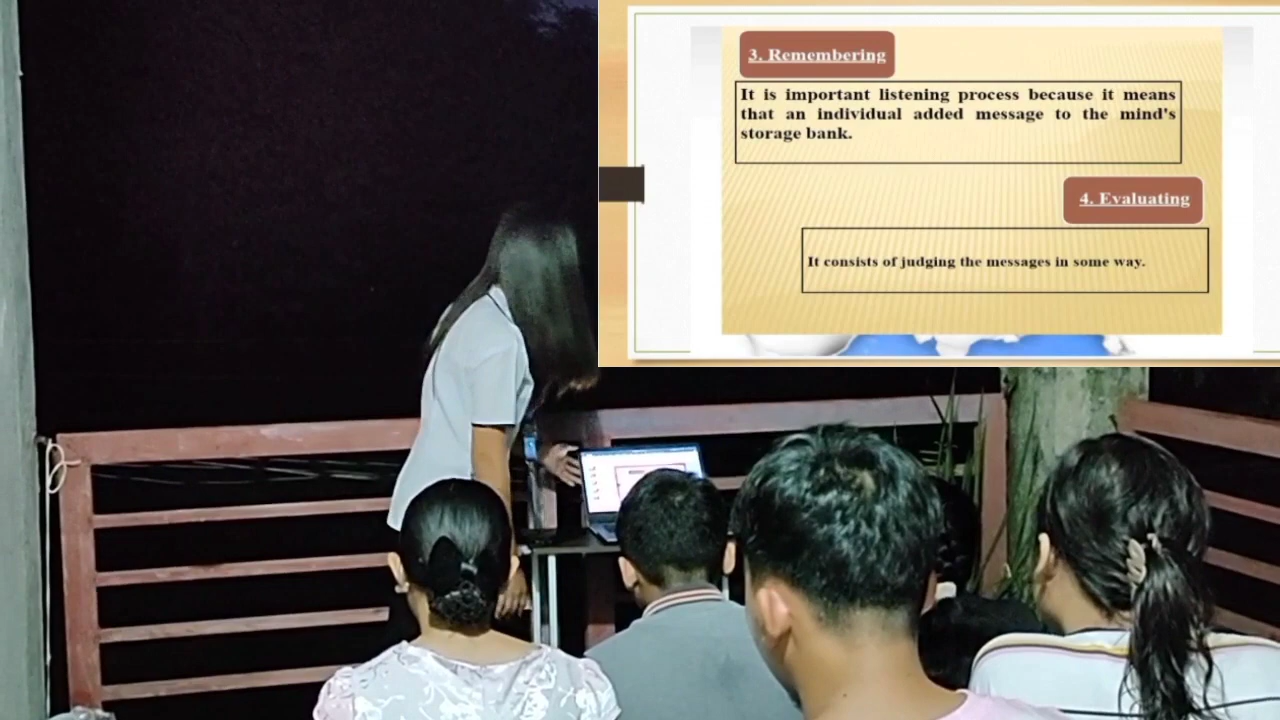 3. Remembering
It is important listening process because it means
that an individual added message to the mind's
storage bank.
4. Evaluating
It consists of judging the messages in some way.